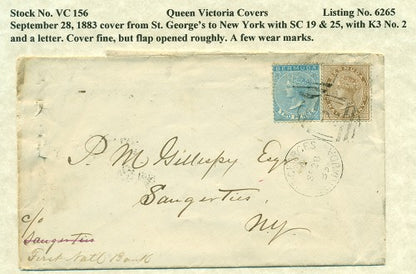 Stock No. VC 156 Queen Victoria Covers Listing No. 6265
September 28, 1883 cover from St. George's to New York with SC 19 & 25, with K3 No. 2
and a letter. Cover fine, but flap opened roughly. A few wear marks.
BERMUDA
P M Gillespy Esqr
Saugerties
NY
c/o
Saugerties
First Natl Bank